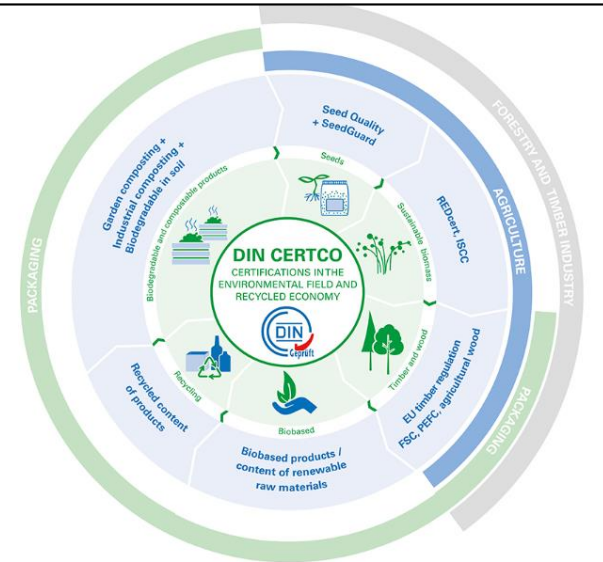 DIN CERTCO
CERTIFICATIONS IN THE
ENVIRONMENTAL FIELD AND
RECYCLED ECONOMY
DIN
Geprüft
Seeds
Sustainable biomass
Timber and wood
Biobased
Recycling
Biodegradable and compostable products
Seed Quality
+ SeedGuard
REDcert, ISCC
EU timber regulation
FSC, PEFC, agricultural wood
Biobased products /
content of renewable
raw materials
Recycled content
of products
Garden composting +
Industrial composting +
Biodegradable in soil
AGRICULTURE
FORESTRY AND TIMBER INDUSTRY
PACKAGING
PACKAGING